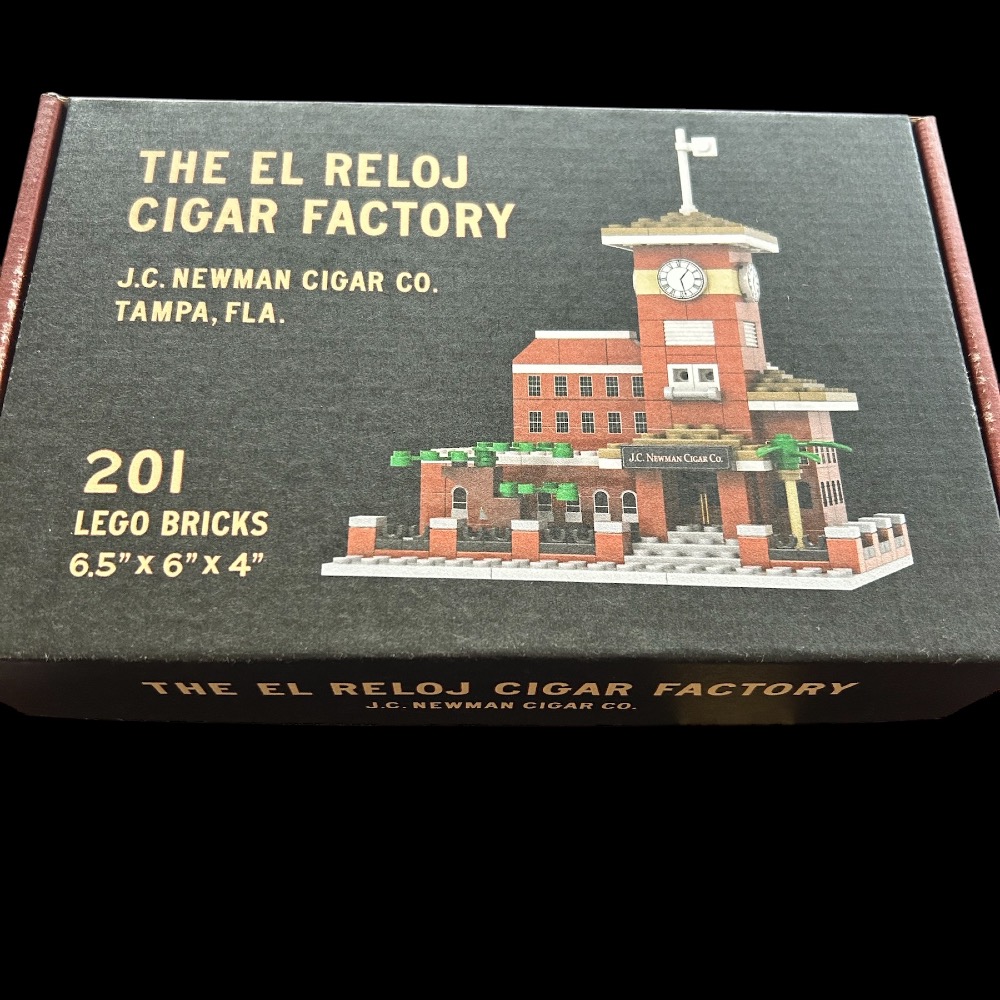 THE EL RELOJ
CIGAR FACTORY
J.C. NEWMAN CIGAR CO.
TAMPA, FLA.
J.C. NEWMAN CIGAR CO.
201
LEGO BRICKS
6.5” X 6” X 4”
THE EL RELOJ CIGAR FACTORY
J.C. NEWMAN CIGAR CO.